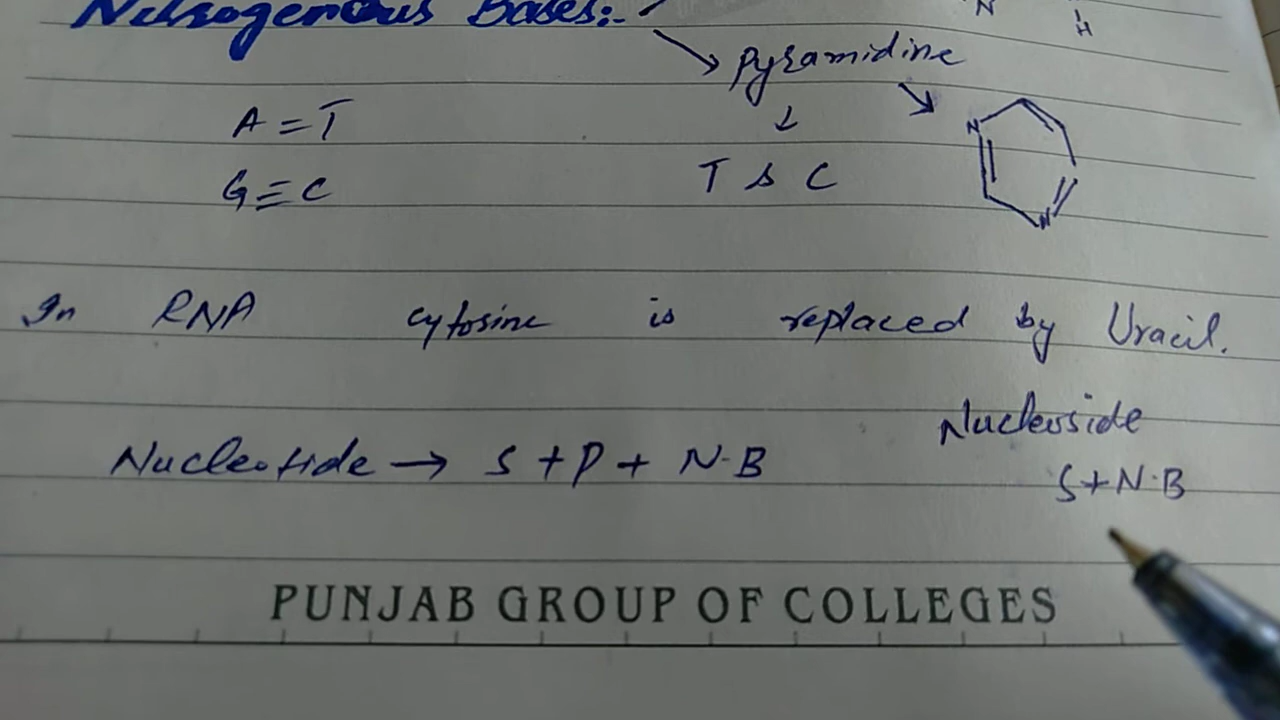 Nitrogenous Bases:-
N
H
Pyramidine
A = T
N
T & C
G ≡ C
N
In RNA cytosine is replaced by Uracil.
Nucleoside
Nucleotide → S + P + N.B
S + N.B
PUNJAB GROUP OF COLLEGES